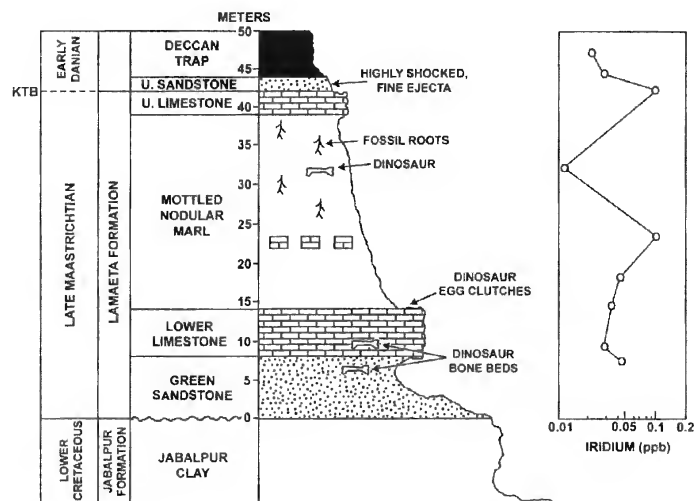 METERS
50
45
40
35
30
25
20
15
10
5
0
KTB
EARLY
DANIAN
LATE MAASTRICHTIAN
LOWER
CRETACEOUS
LAMAETA FORMATION
JABALPUR
FORMATION
DECCAN
TRAP
U. SANDSTONE
U. LIMESTONE
MOTTLED
NODULAR
MARL
LOWER
LIMESTONE
GREEN
SANDSTONE
JABALPUR
CLAY
HIGHLY SHOCKED,
FINE EJECTA
FOSSIL ROOTS
DINOSAUR
DINOSAUR
EGG CLUTCHES
DINOSAUR
BONE BEDS
0.01
0.05
0.1
0.2
IRIDIUM (ppb)